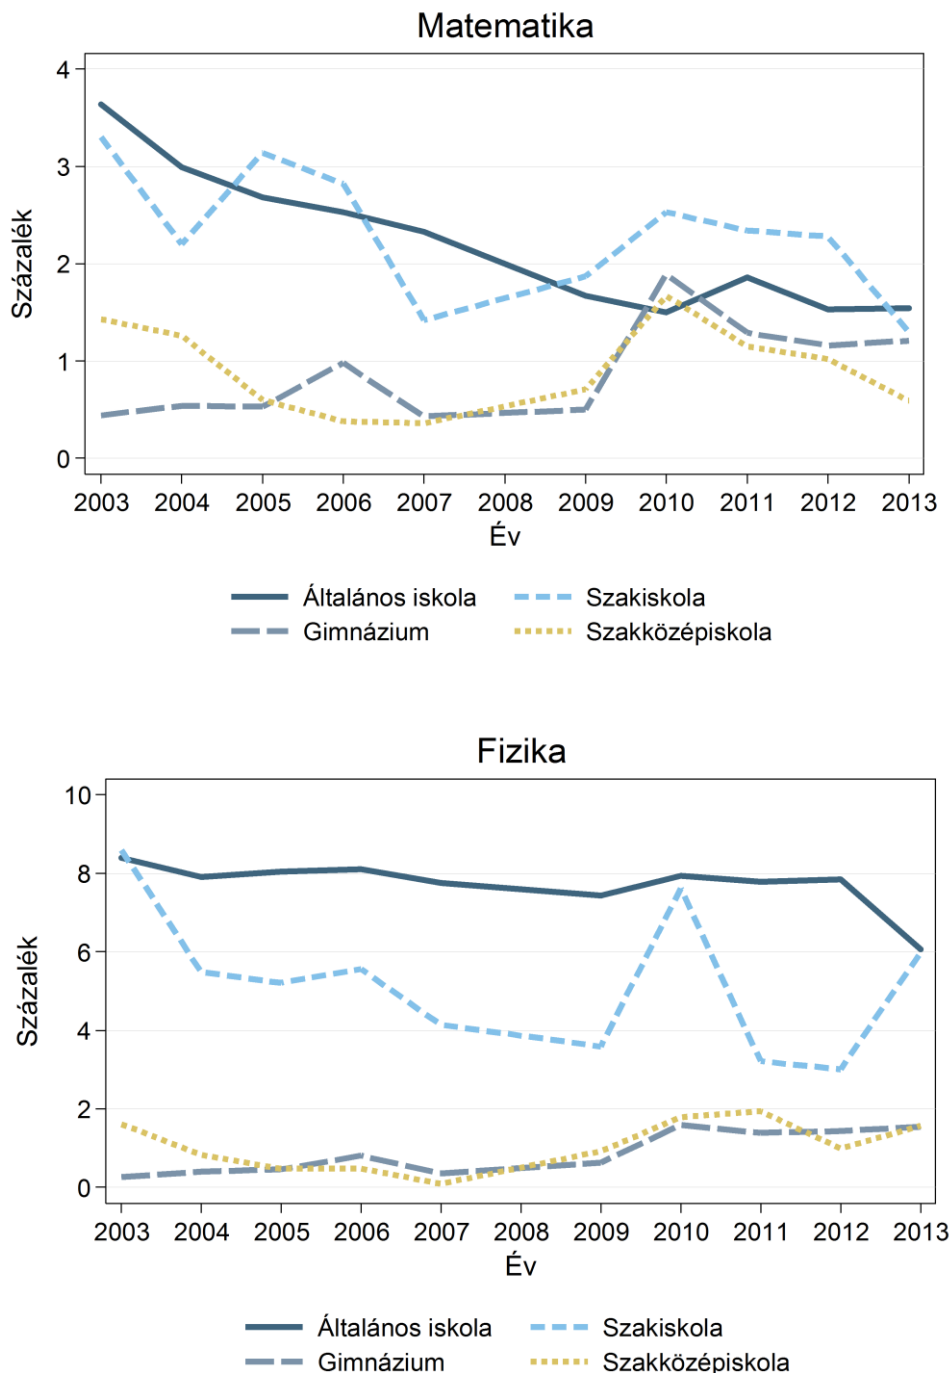 Matematika
4
3
2
1
0
Százalék
2003 2004 2005 2006 2007 2008 2009 2010 2011 2012 2013
Év
Általános iskola Szakiskola
Gimnázium Szakközépiskola
Fizika
10
8
6
4
2
0
Százalék
2003 2004 2005 2006 2007 2008 2009 2010 2011 2012 2013
Év
Általános iskola Szakiskola
Gimnázium Szakközépiskola